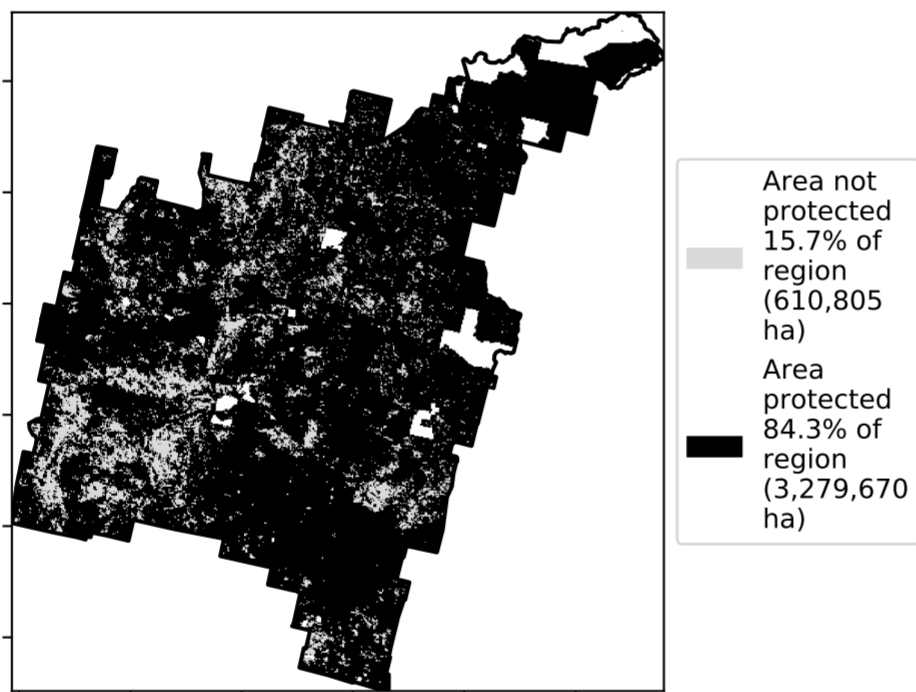 Area not
protected
15.7% of
region
(610,805
ha)
Area
protected
84.3% of
region
(3,279,670
ha)